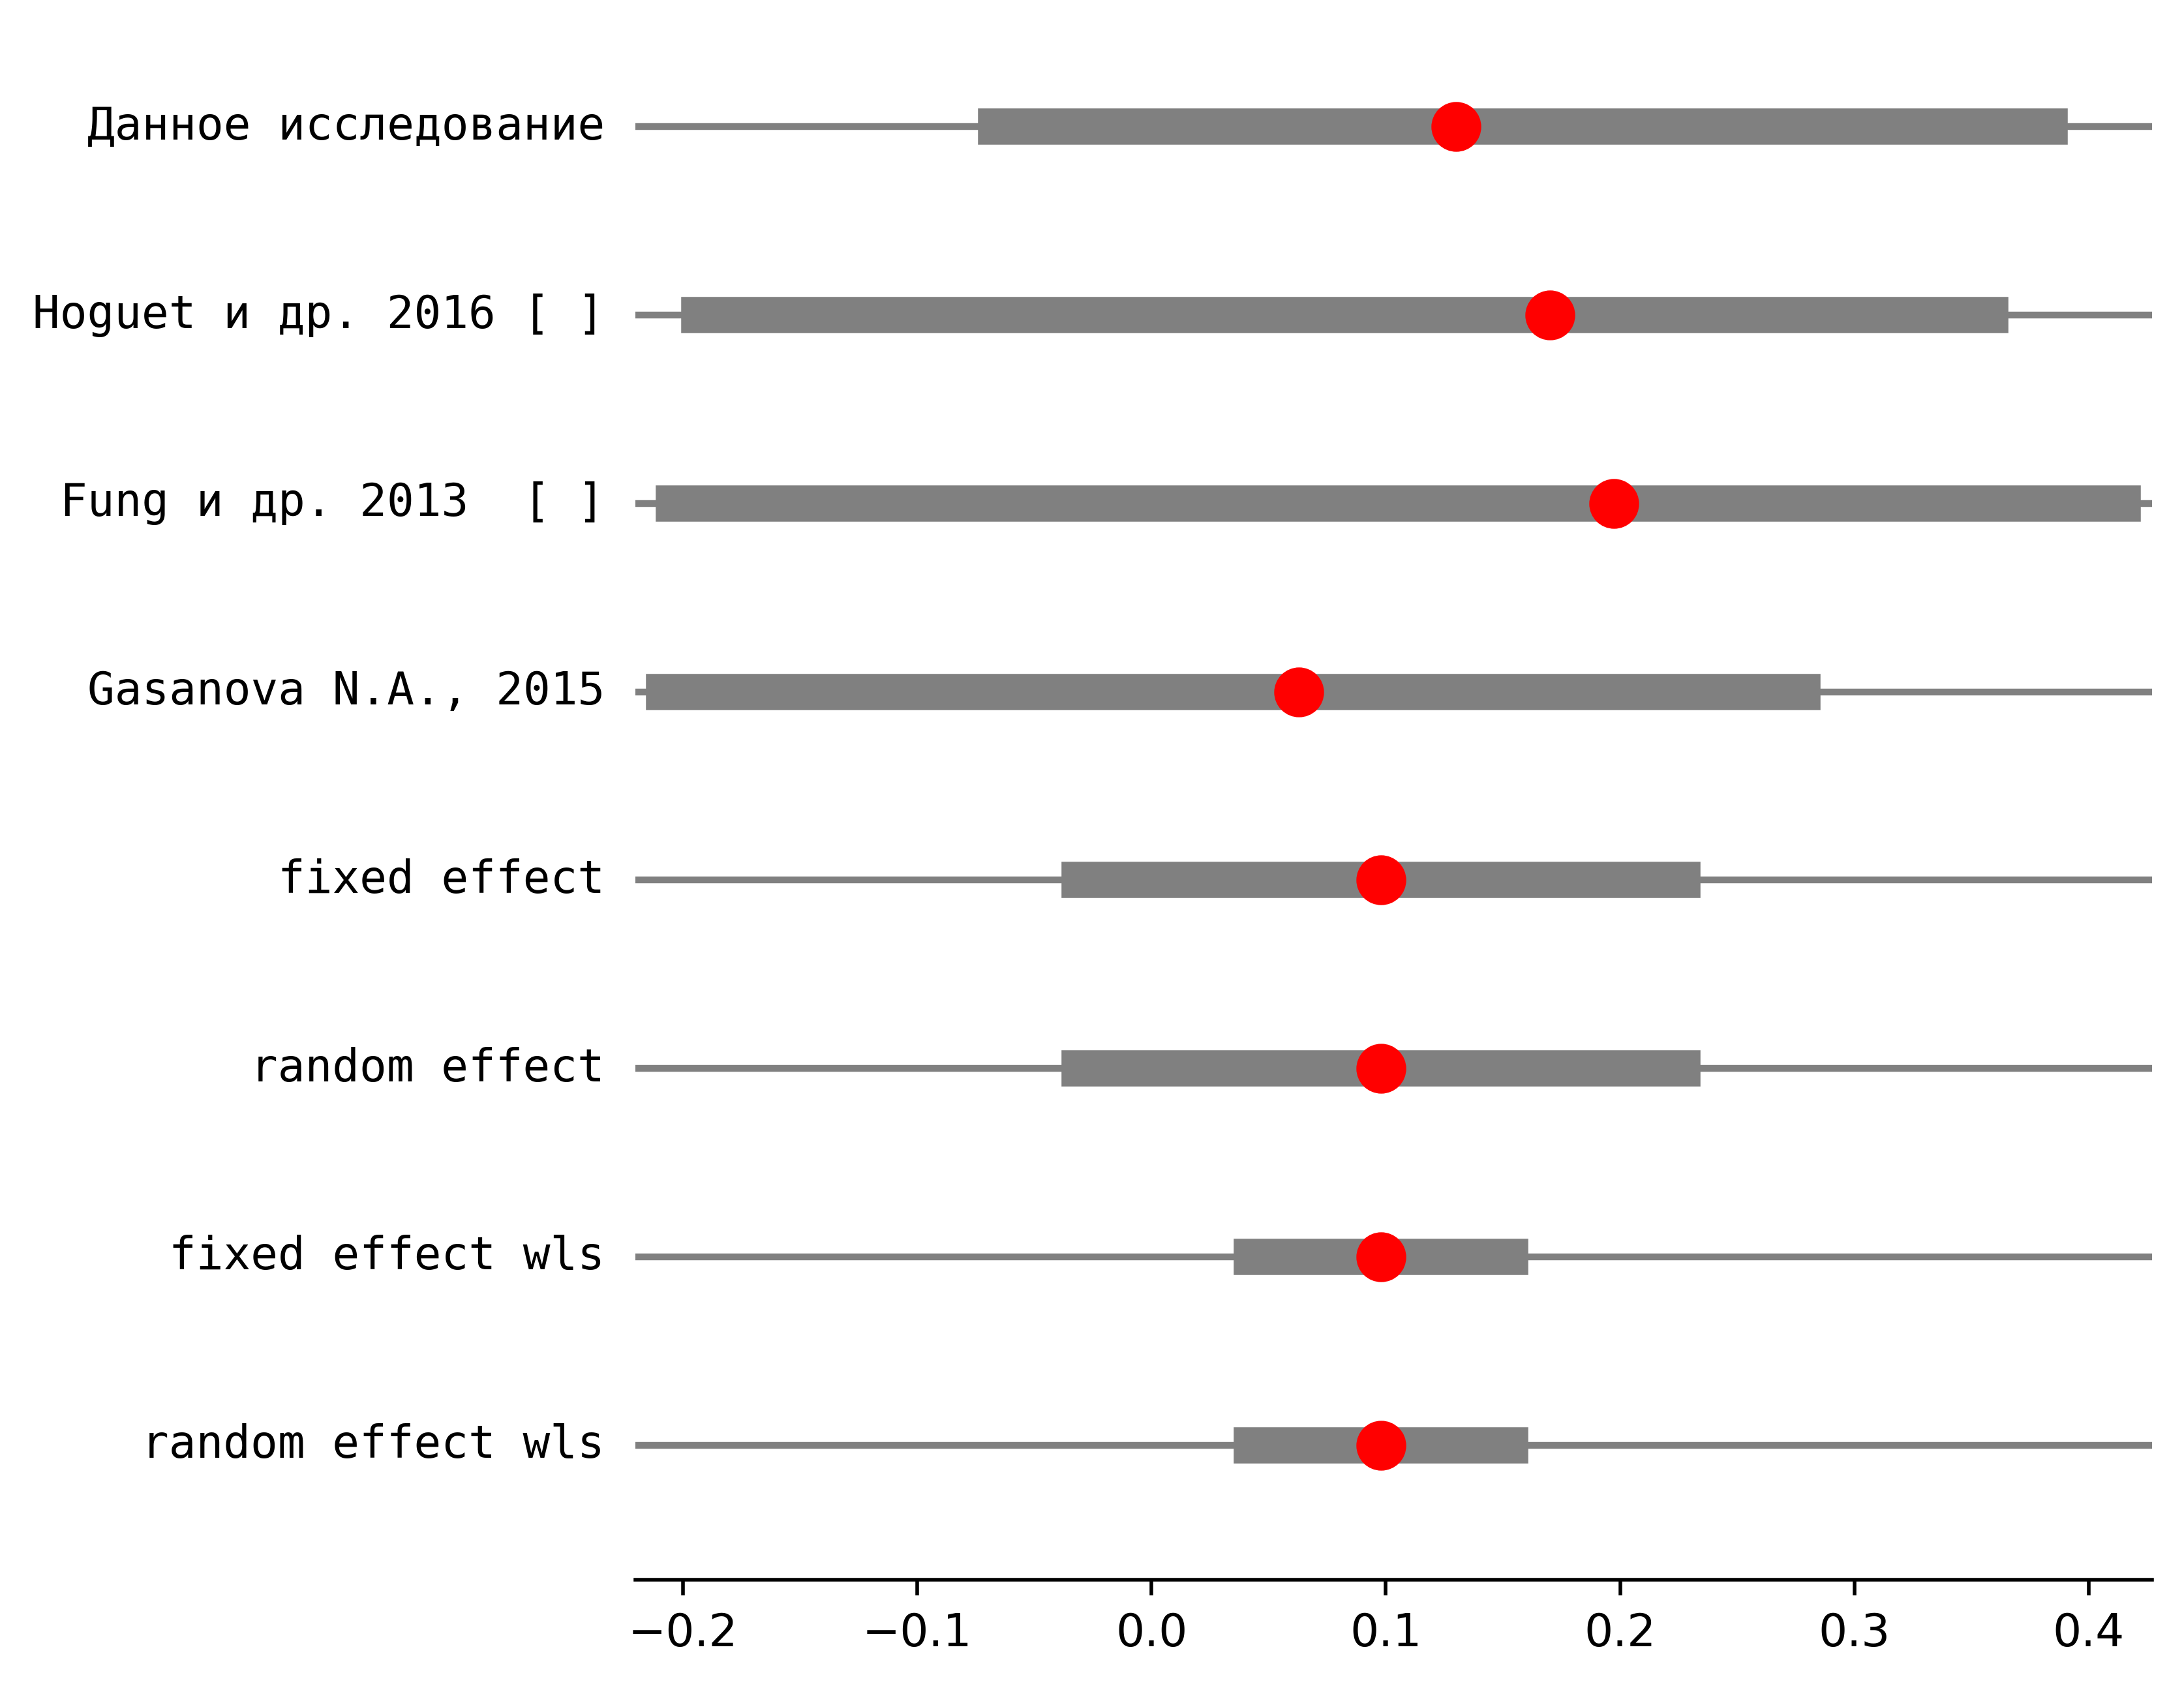 Данное исследование
Hoguet и др. 2016 [ ]
Fung и др. 2013  [ ]
Gasanova N.A., 2015
fixed effect
random effect
fixed effect wls
random effect wls
−0.2 −0.1 0.0 0.1 0.2 0.3 0.4